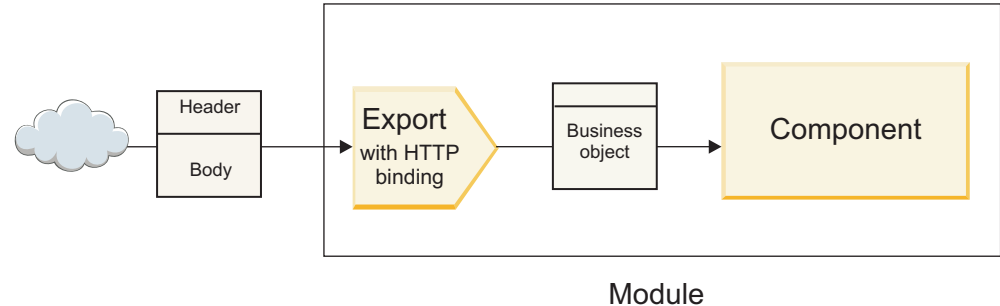 Header
Body
Export
with HTTP
binding
Business
object
Component
Module